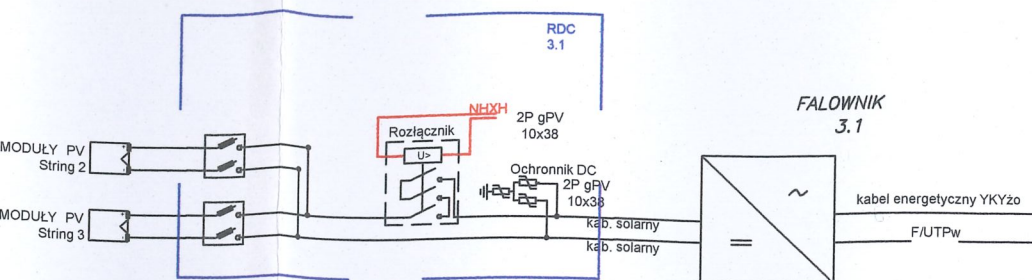 RDC
3.1
NHXH
2P gPV
10x38
Rozłącznik
U>
FALOWNIK
3.1
MODUŁY PV
String 2
Ochronnik DC
2P gPV
10x38
MODUŁY PV
String 3
kab. solarny
kab. solarny
kabel energetyczny YKYżo
F/UTPw